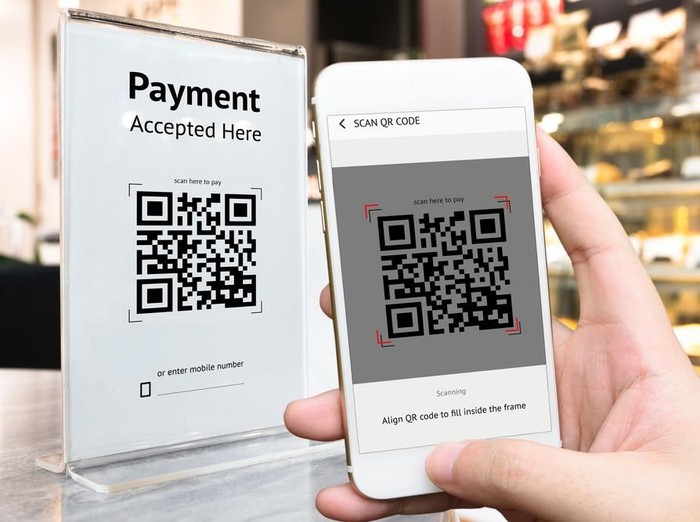 Payment
Accepted Here
scan here to pay
or enter mobile number
SCAN QR CODE
scan here to pay
Scanning
Align QR code to fill inside the frame